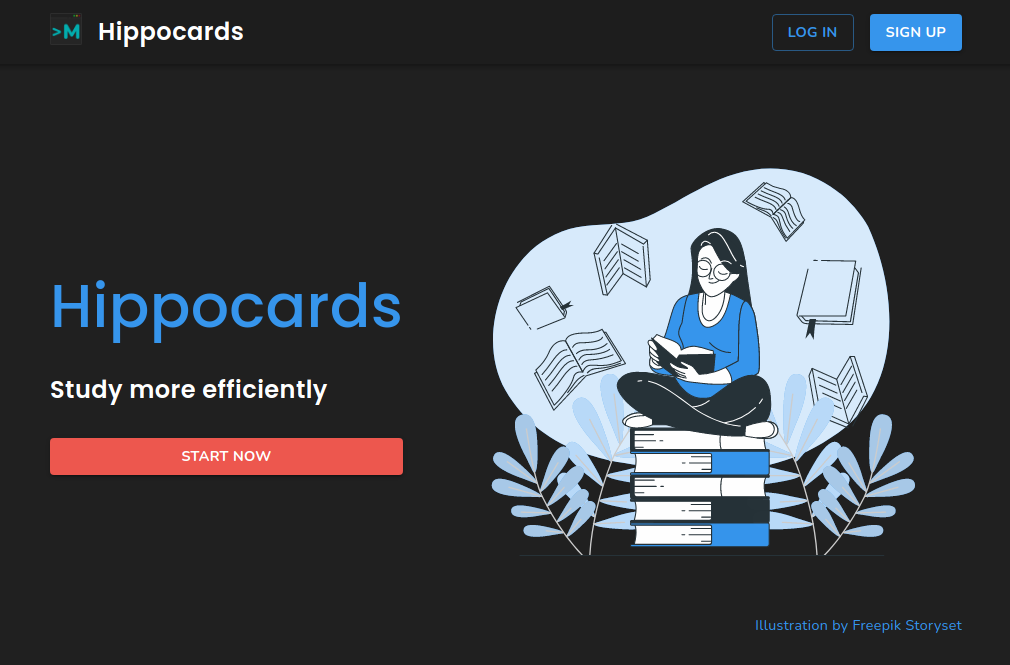 >M Hippocards
LOG IN
SIGN UP
Hippocards
Study more efficiently
START NOW
Illustration by Freepik Storyset